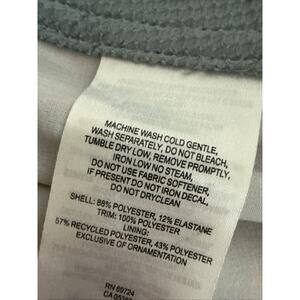 MACHINE WASH COLD GENTLE,
WASH SEPARATELY, DO NOT BLEACH,
TUMBLE DRY LOW, REMOVE PROMPTLY,
IRON LOW NO STEAM,
DO NOT USE FABRIC SOFTENER,
IF PRESENT DO NOT IRON DECAL,
DO NOT DRYCLEAN
SHELL: 88% POLYESTER, 12% ELASTANE
TRIM: 100% POLYESTER
LINING:
57% RECYCLED POLYESTER, 43% POLYESTER
EXCLUSIVE OF ORNAMENTATION
RN 69724